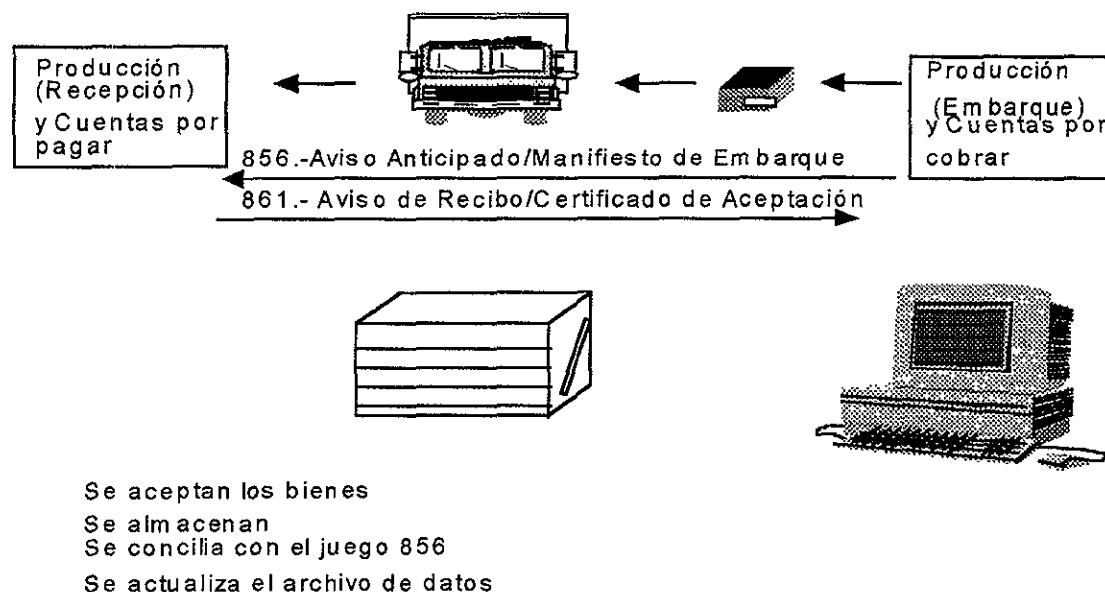 Producción
(Recepción)
y Cuentas por
pagar
Producción
(Embarque)
y Cuentas por
cobrar
856.-Aviso Anticipado/Manifiesto de Embarque
861.- Aviso de Recibo/Certificado de Aceptación
Se aceptan los bienes
Se almacenan
Se concilia con el juego 856
Se actualiza el archivo de datos